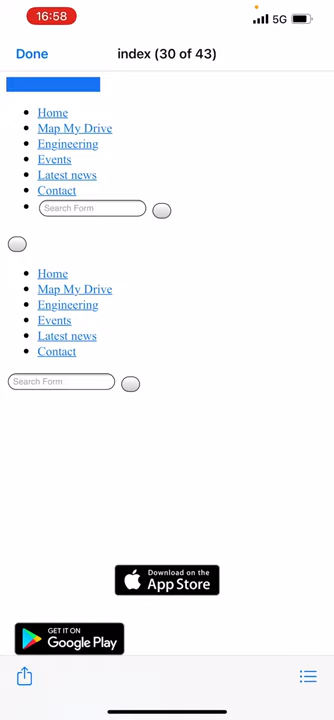 16:58
5G
Done
index (30 of 43)
Home
Map My Drive
Engineering
Events
Latest news
Contact
Search Form
Home
Map My Drive
Engineering
Events
Latest news
Contact
Search Form
Download on the
App Store
GET IT ON
Google Play